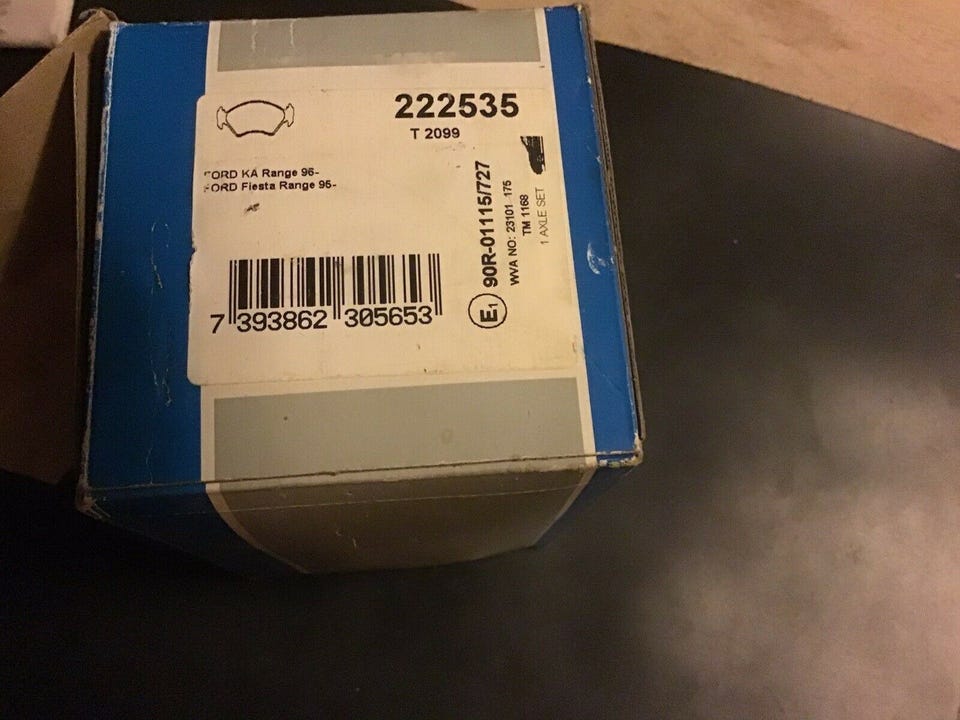 222535
T 2099
FORD KA Range 96-
FORD Fiesta Range 95-
7 393862 305653
E1 90R-01115/727
WVA NO: 23101 175
TM 1168
1 AXLE SET